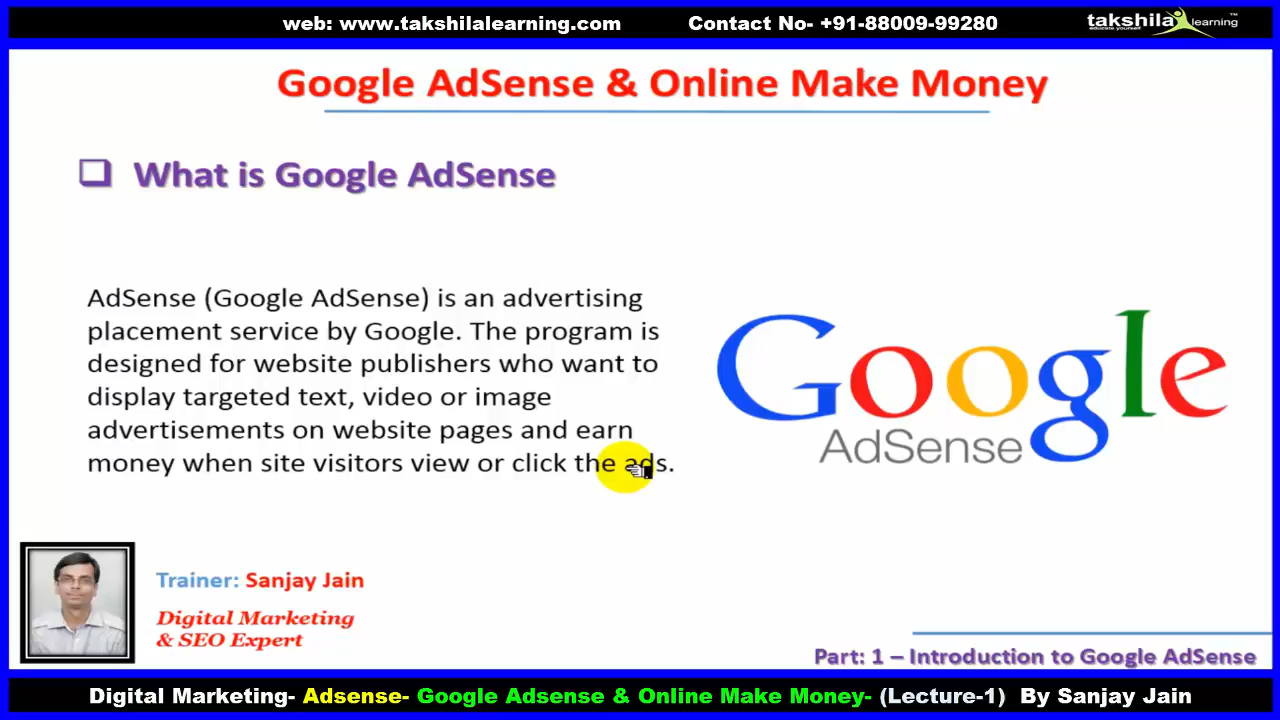 web: www.takshilalearning.com Contact No- +91-88009-99280
takshila learning™
educate yourself
Google AdSense & Online Make Money
What is Google AdSense
AdSense (Google AdSense) is an advertising
placement service by Google. The program is
designed for website publishers who want to
display targeted text, video or image
advertisements on website pages and earn
money when site visitors view or click the ads.
Google
AdSense
Trainer: Sanjay Jain
Digital Marketing
& SEO Expert
Part: 1 – Introduction to Google AdSense
Digital Marketing- Adsense- Google Adsense & Online Make Money- (Lecture-1) By Sanjay Jain